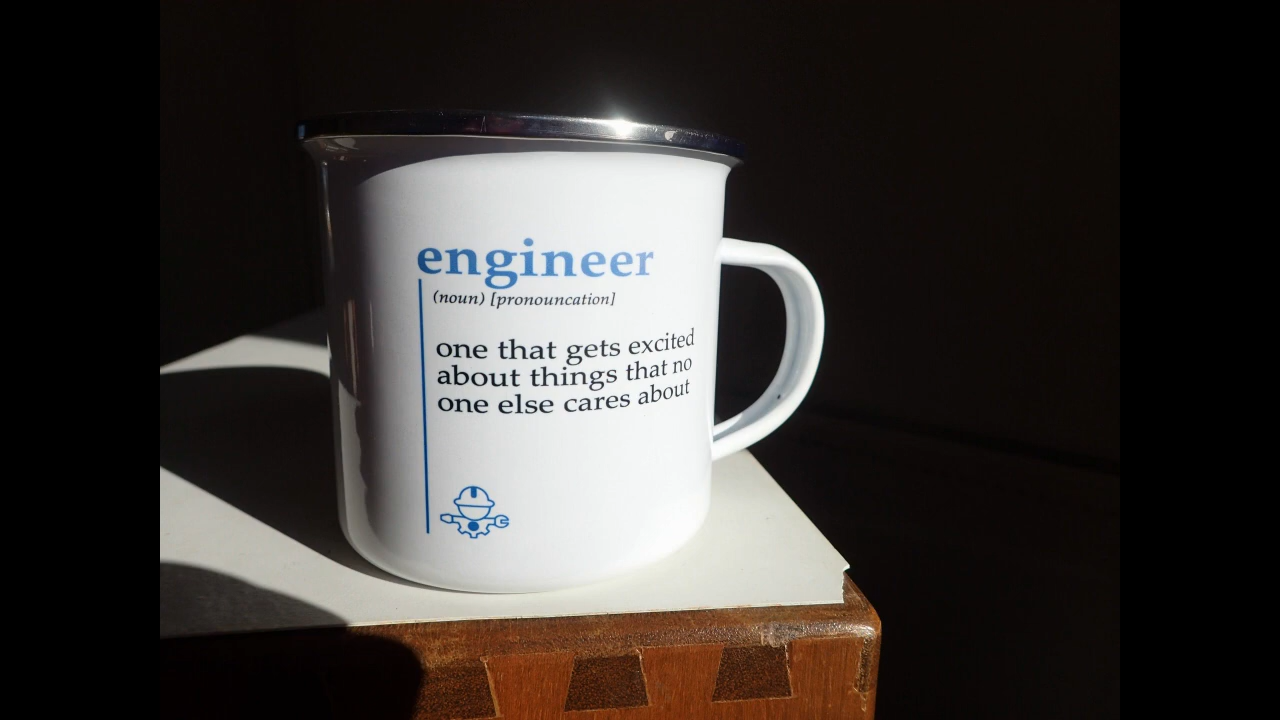 engineer
(noun) [pronouncation]
one that gets excited
about things that no
one else cares about